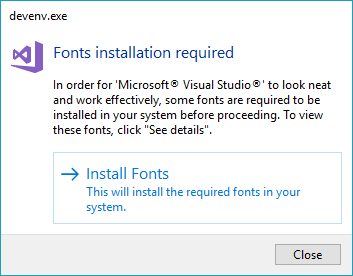 devenv.exe
Fonts installation required
In order for 'Microsoft® Visual Studio®' to look neat
and work effectively, some fonts are required to be
installed in your system before proceeding. To view
these fonts, click "See details".
Install Fonts
This will install the required fonts in your
system.
Close